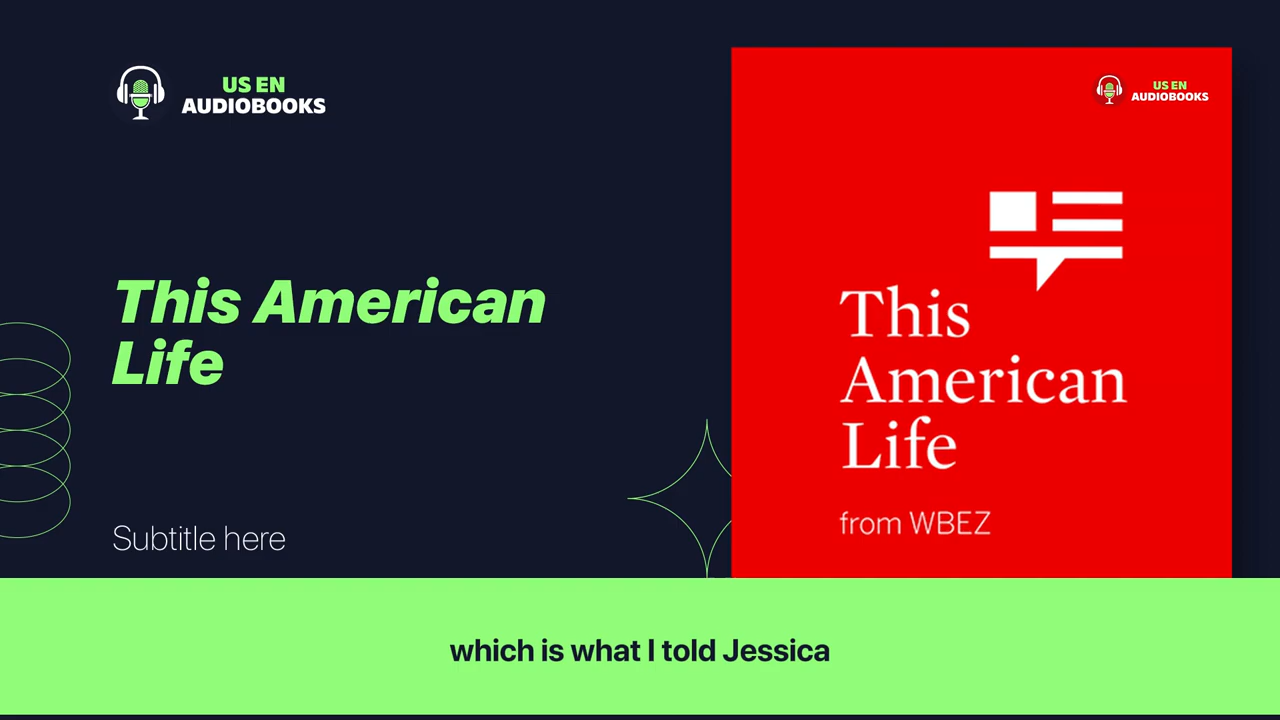 US EN
AUDIOBOOKS
US EN
AUDIOBOOKS
This American
Life
This
American
Life
from WBEZ
Subtitle here
which is what I told Jessica